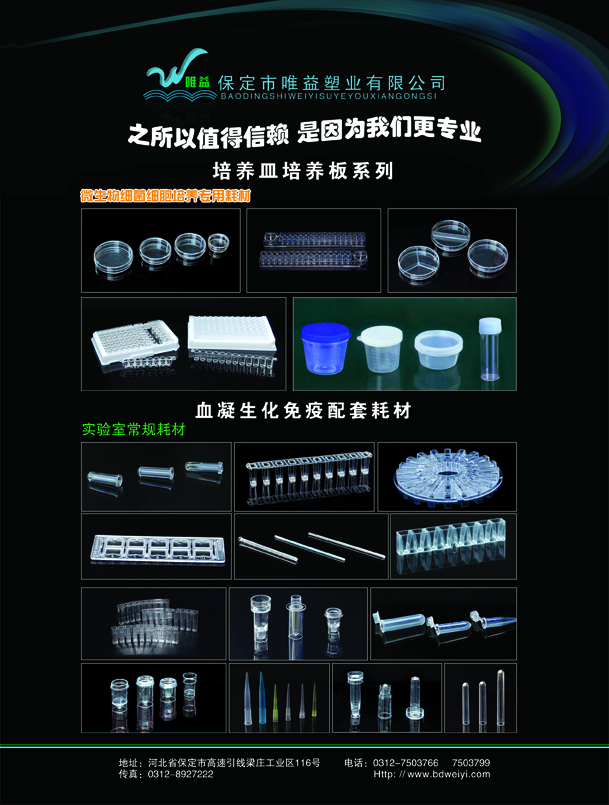 唯益
保定市唯益塑业有限公司
BAODINGSHIWEIYISUYEYOUXIANGONGSI
之所以值得信赖 是因为我们更专业
培养皿培养板系列
微生物细菌细胞培养专用耗材
血凝生化免疫配套耗材
实验室常规耗材
地址：河北省保定市高速引线梁庄工业区116号 电话：0312-7503766 7503799
传真：0312-8927222 Http: // www.bdweiyi.com